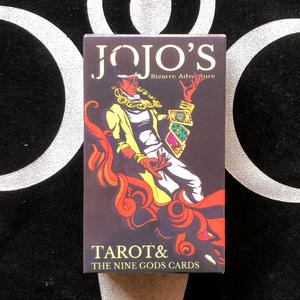 JOJO'S
Bizarre Adventure
TAROT&
THE NINE GODS CARDS